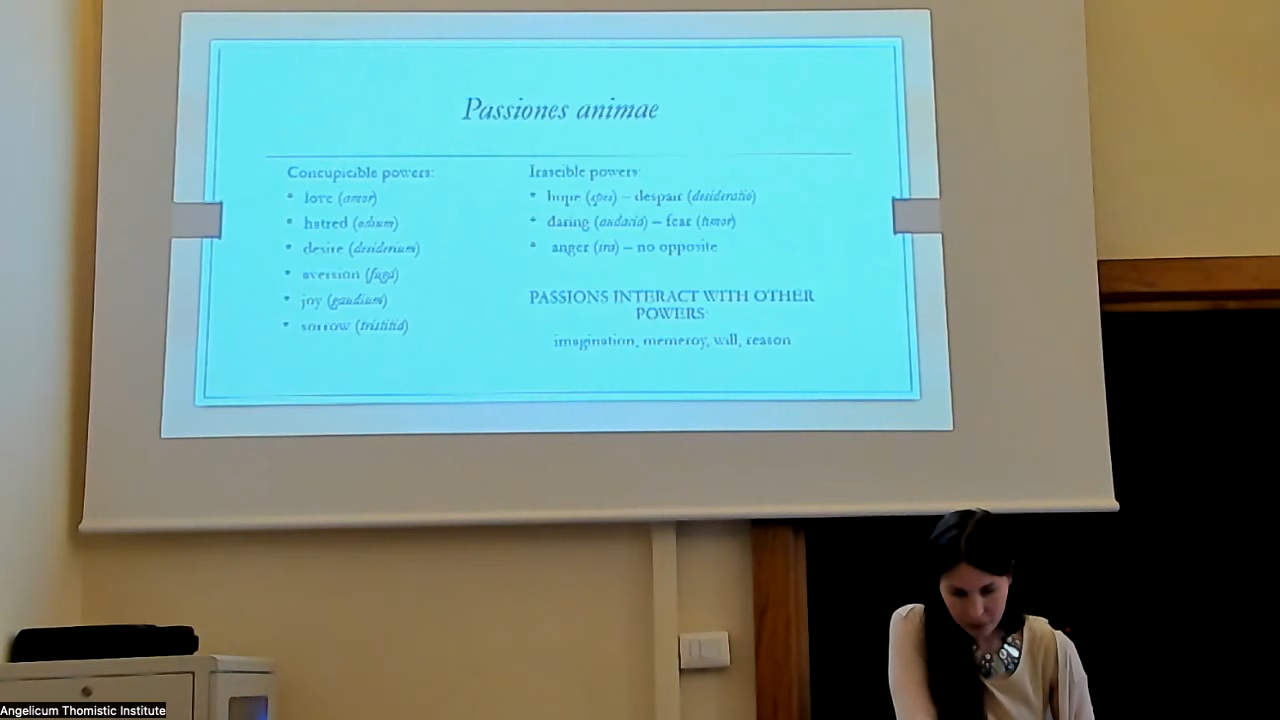 Passiones animae
Concupicible powers:
• love (amor)
• hatred (odium)
• desire (desiderium)
• aversion (fuga)
• joy (gaudium)
• sorrow (tristitia)
Irascible powers:
• hope (spes) – despair (desideratio)
• daring (audacia) – fear (timor)
• anger (ira) – no opposite
PASSIONS INTERACT WITH OTHER
POWERS:
imagination, memeroy, will, reason
Angelicum Thomistic Institute